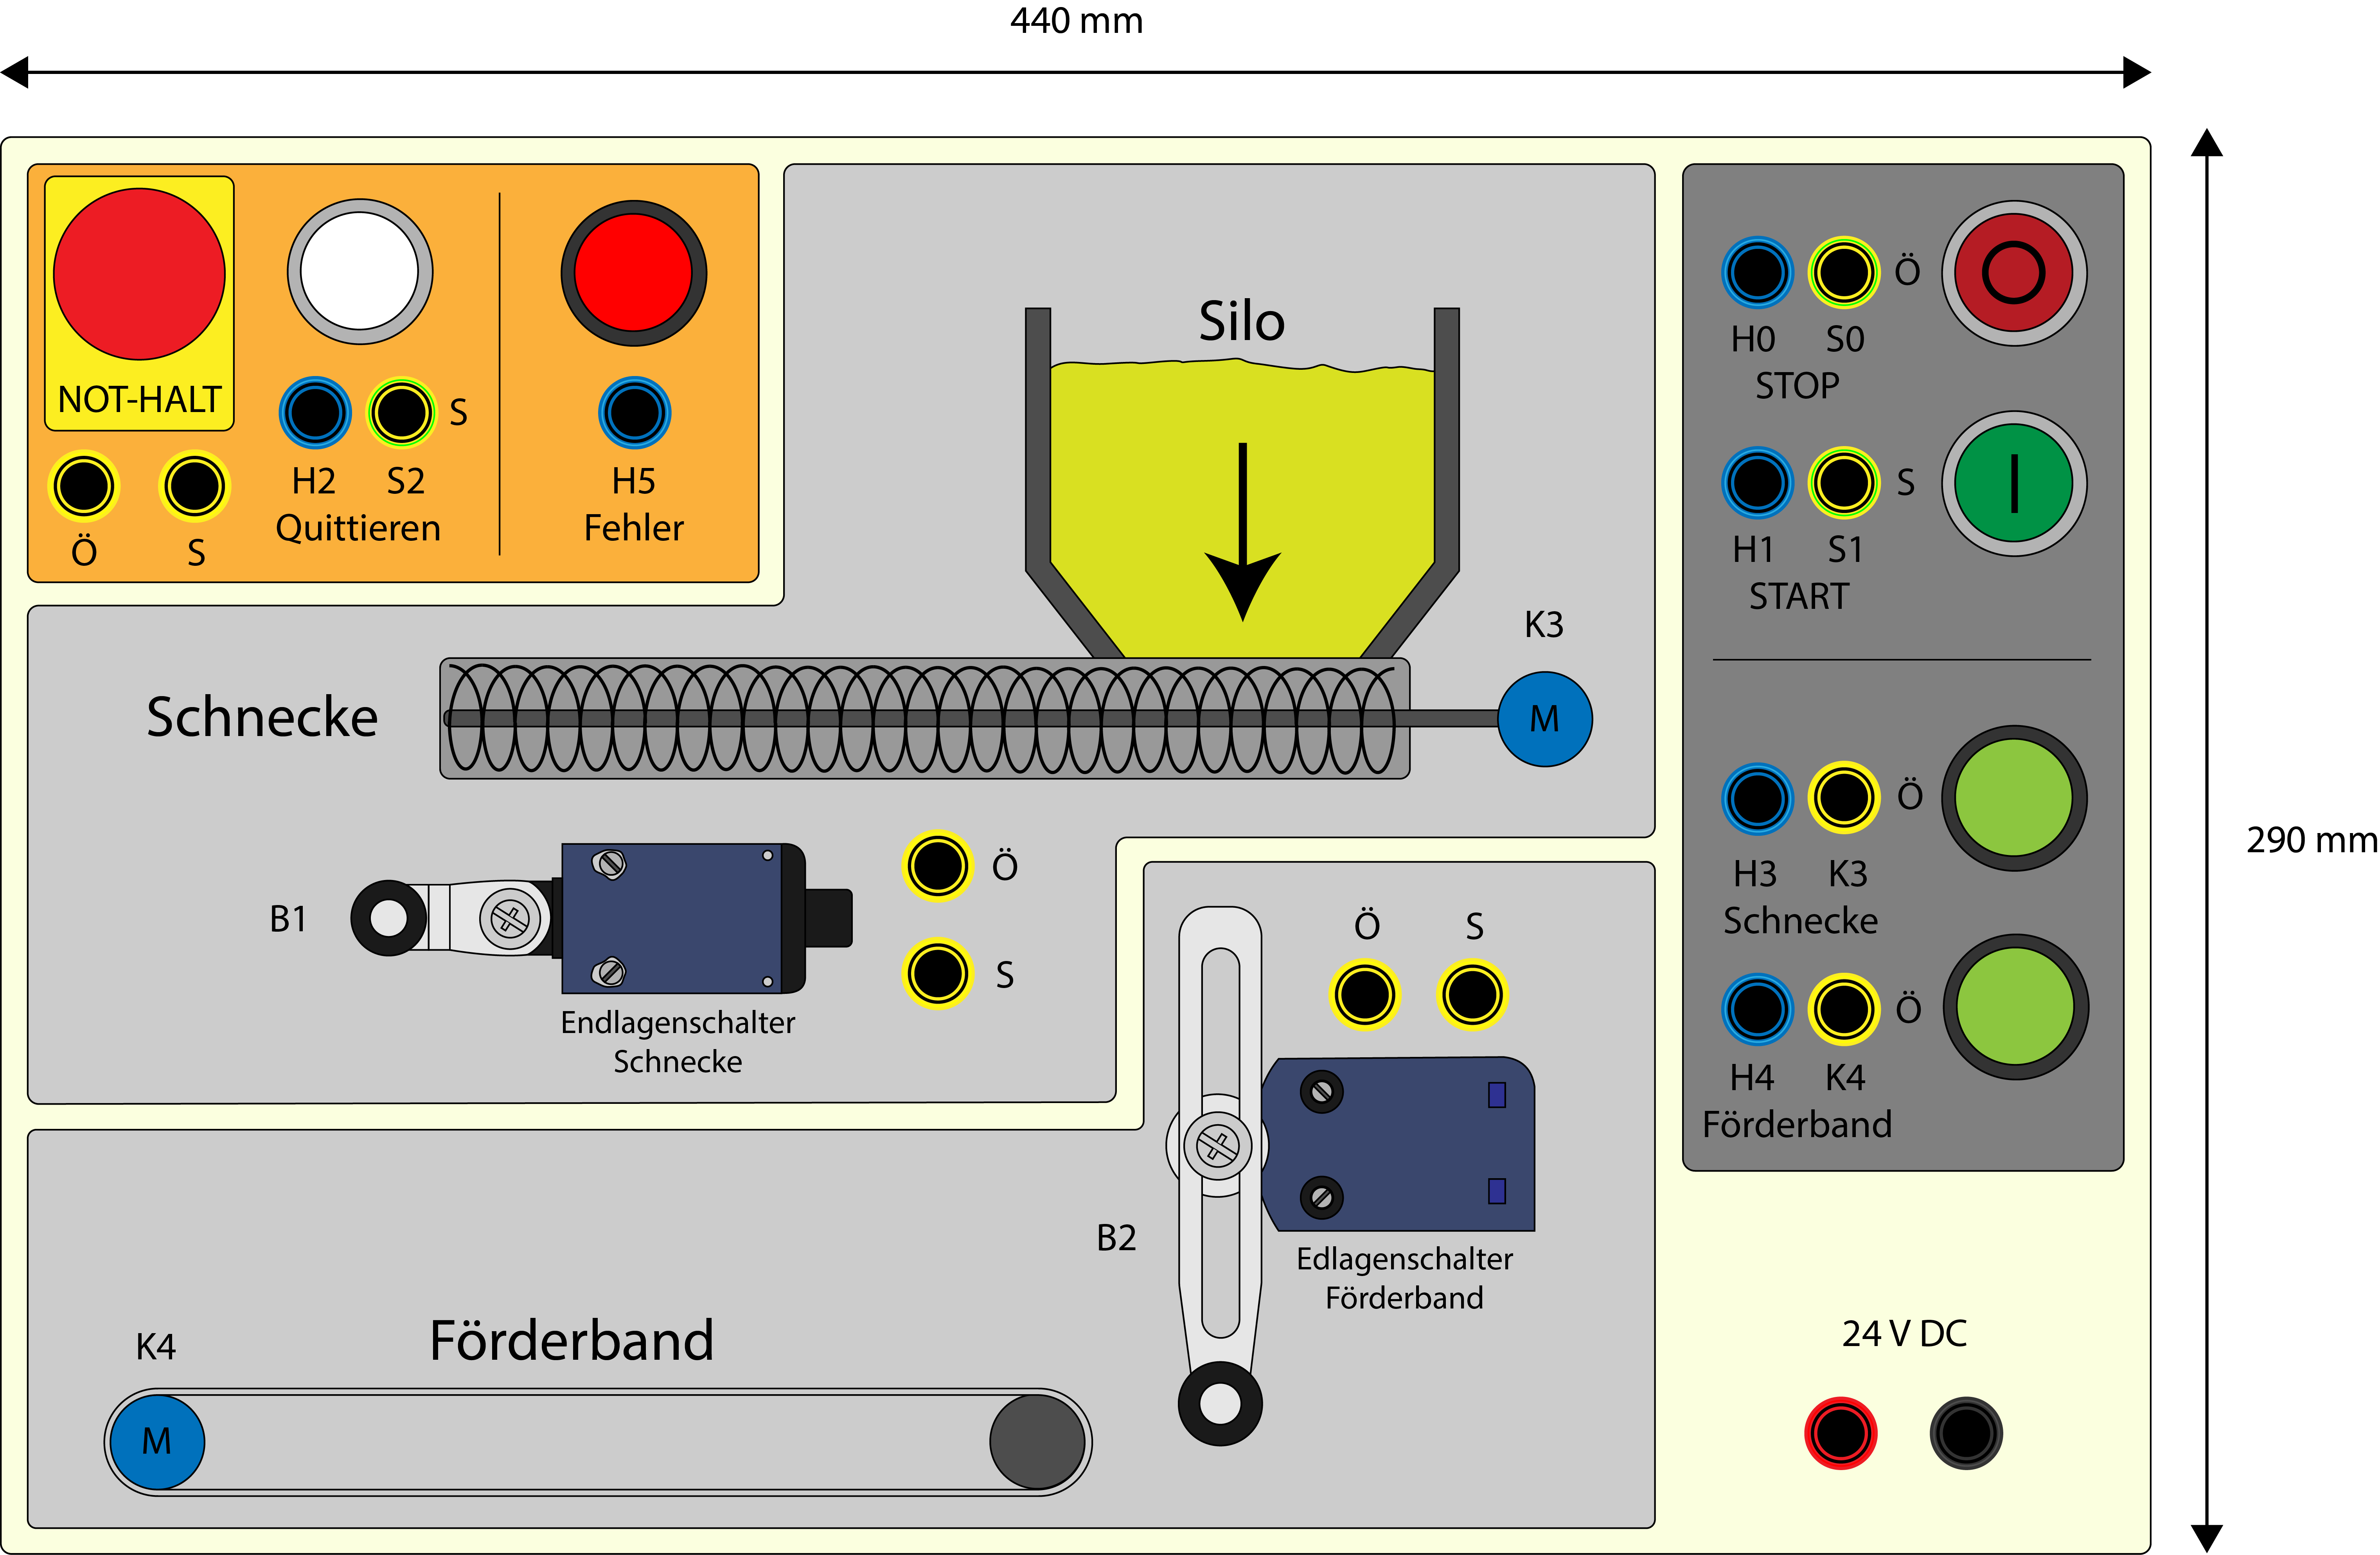 440 mm
290 mm
NOT-HALT
Ö S
H2 S2 S
Quittieren
H5
Fehler
Silo
K3
M
Schnecke
B1
Endlagenschalter
Schnecke
Ö
S
Ö S
B2
Edlagenschalter
Förderband
K4
Förderband
M
H0 S0 Ö
STOP
H1 S1 S
START
H3 K3 Ö
Schnecke
H4 K4 Ö
Förderband
24 V DC